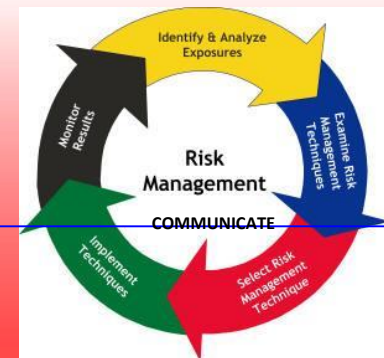 Identify & Analyze
Exposures
Examine Risk
Management
Techniques
Select Risk
Management
Technique
Implement
Techniques
Monitor
Results
Risk
Management
COMMUNICATE